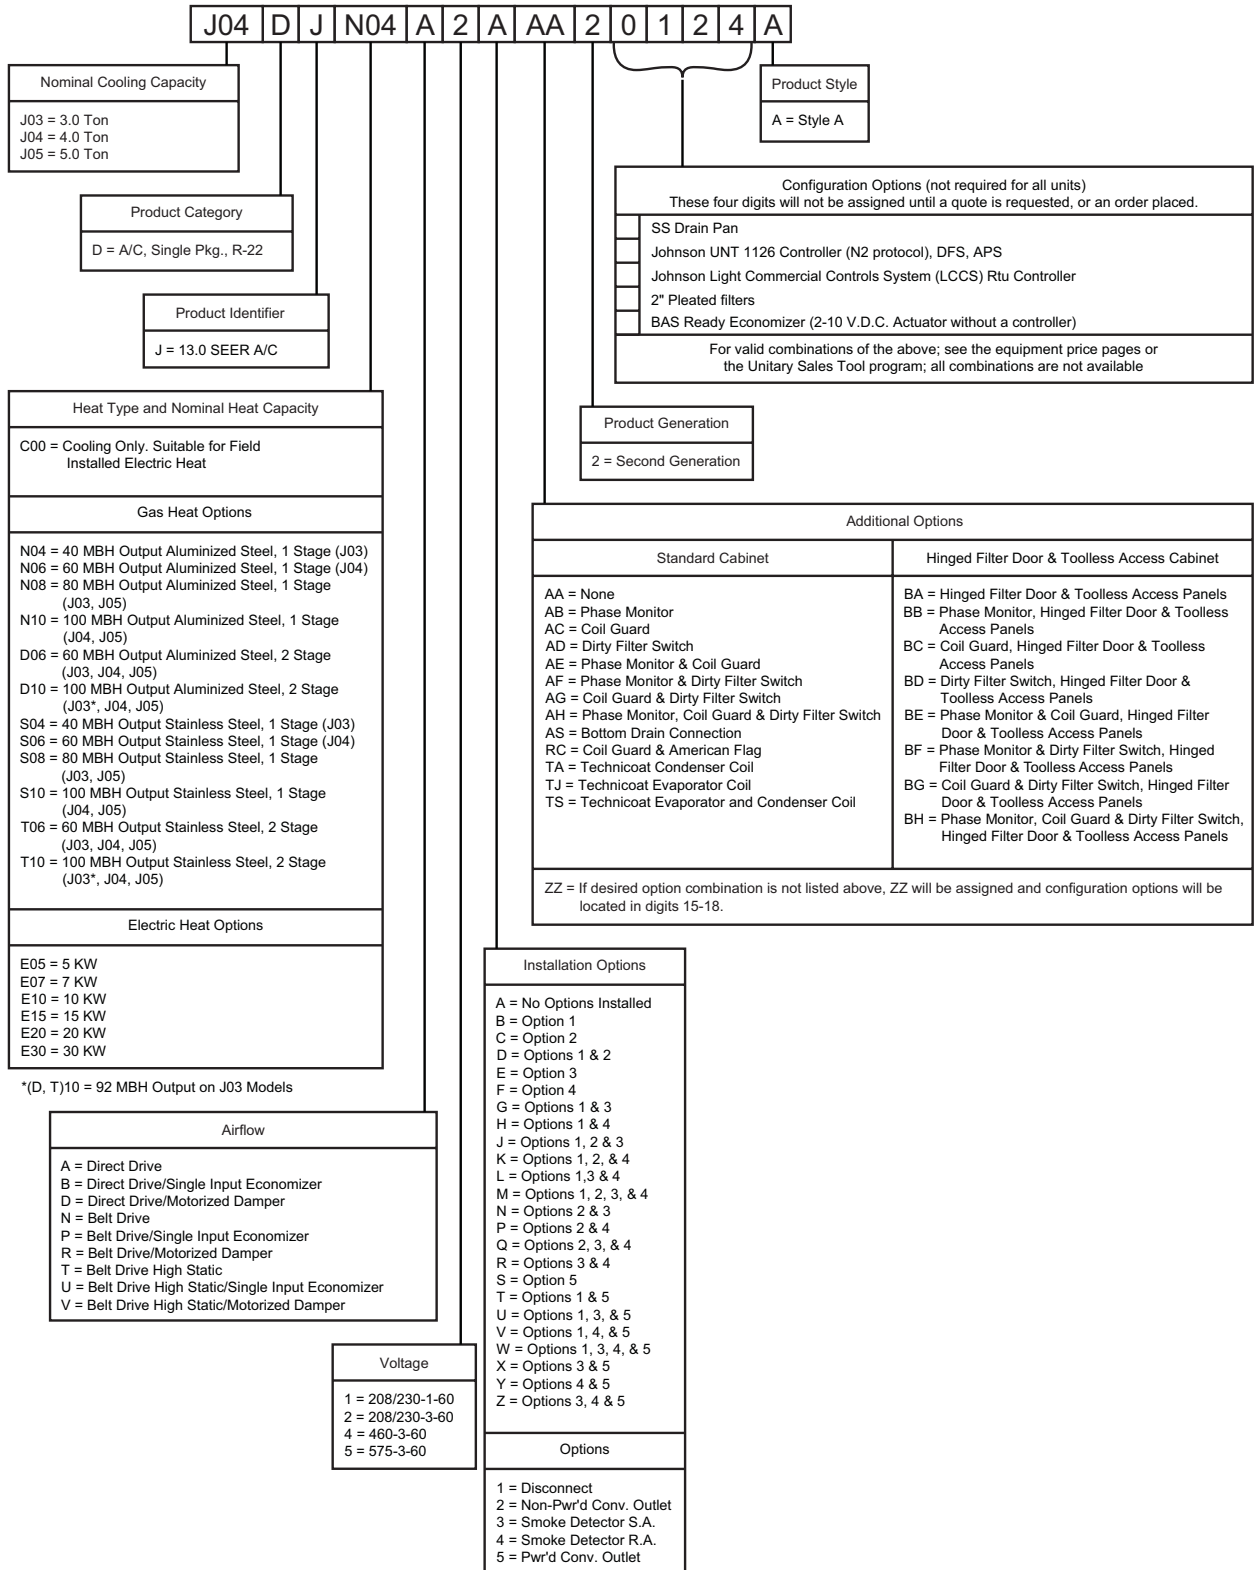 J04 D J N04 A 2 A AA 2 0 1 2 4 A
Nominal Cooling Capacity
J03 = 3.0 Ton
J04 = 4.0 Ton
J05 = 5.0 Ton
Product Category
D = A/C, Single Pkg., R-22
Product Identifier
J = 13.0 SEER A/C
Heat Type and Nominal Heat Capacity
C00 = Cooling Only. Suitable for Field
Installed Electric Heat
Gas Heat Options
N04 = 40 MBH Output Aluminized Steel, 1 Stage (J03)
N06 = 60 MBH Output Aluminized Steel, 1 Stage (J04)
N08 = 80 MBH Output Aluminized Steel, 1 Stage
(J03, J05)
N10 = 100 MBH Output Aluminized Steel, 1 Stage
(J04, J05)
D06 = 60 MBH Output Aluminized Steel, 2 Stage
(J03, J04, J05)
D10 = 100 MBH Output Aluminized Steel, 2 Stage
(J03*, J04, J05)
S04 = 40 MBH Output Stainless Steel, 1 Stage (J03)
S06 = 60 MBH Output Stainless Steel, 1 Stage (J04)
S08 = 80 MBH Output Stainless Steel, 1 Stage
(J03, J05)
S10 = 100 MBH Output Stainless Steel, 1 Stage
(J04, J05)
T06 = 60 MBH Output Stainless Steel, 2 Stage
(J03, J04, J05)
T10 = 100 MBH Output Stainless Steel, 2 Stage
(J03*, J04, J05)
Electric Heat Options
E05 = 5 KW
E07 = 7 KW
E10 = 10 KW
E15 = 15 KW
E20 = 20 KW
E30 = 30 KW
*(D, T)10 = 92 MBH Output on J03 Models
Airflow
A = Direct Drive
B = Direct Drive/Single Input Economizer
D = Direct Drive/Motorized Damper
N = Belt Drive
P = Belt Drive/Single Input Economizer
R = Belt Drive/Motorized Damper
T = Belt Drive High Static
U = Belt Drive High Static/Single Input Economizer
V = Belt Drive High Static/Motorized Damper
Voltage
1 = 208/230-1-60
2 = 208/230-3-60
4 = 460-3-60
5 = 575-3-60
Installation Options
A = No Options Installed
B = Option 1
C = Option 2
D = Options 1 & 2
E = Option 3
F = Option 4
G = Options 1 & 3
H = Options 1 & 4
J = Options 1, 2 & 3
K = Options 1, 2, & 4
L = Options 1,3 & 4
M = Options 1, 2, 3, & 4
N = Options 2 & 3
P = Options 2 & 4
Q = Options 2, 3, & 4
R = Options 3 & 4
S = Option 5
T = Options 1 & 5
U = Options 1, 3, & 5
V = Options 1, 4, & 5
W = Options 1, 3, 4, & 5
X = Options 3 & 5
Y = Options 4 & 5
Z = Options 3, 4 & 5
Options
1 = Disconnect
2 = Non-Pwr'd Conv. Outlet
3 = Smoke Detector S.A.
4 = Smoke Detector R.A.
5 = Pwr'd Conv. Outlet
Additional Options
Standard Cabinet
AA = None
AB = Phase Monitor
AC = Coil Guard
AD = Dirty Filter Switch
AE = Phase Monitor & Coil Guard
AF = Phase Monitor & Dirty Filter Switch
AG = Coil Guard & Dirty Filter Switch
AH = Phase Monitor, Coil Guard & Dirty Filter Switch
AS = Bottom Drain Connection
RC = Coil Guard & American Flag
TA = Technicoat Condenser Coil
TJ = Technicoat Evaporator Coil
TS = Technicoat Evaporator and Condenser Coil
Hinged Filter Door & Toolless Access Cabinet
BA = Hinged Filter Door & Toolless Access Panels
BB = Phase Monitor, Hinged Filter Door & Toolless
Access Panels
BC = Coil Guard, Hinged Filter Door & Toolless
Access Panels
BD = Dirty Filter Switch, Hinged Filter Door &
Toolless Access Panels
BE = Phase Monitor & Coil Guard, Hinged Filter
Door & Toolless Access Panels
BF = Phase Monitor & Dirty Filter Switch, Hinged
Filter Door & Toolless Access Panels
BG = Coil Guard & Dirty Filter Switch, Hinged Filter
Door & Toolless Access Panels
BH = Phase Monitor, Coil Guard & Dirty Filter Switch,
Hinged Filter Door & Toolless Access Panels
ZZ = If desired option combination is not listed above, ZZ will be assigned and configuration options will be
located in digits 15-18.
Product Generation
2 = Second Generation
Configuration Options (not required for all units)
These four digits will not be assigned until a quote is requested, or an order placed.
SS Drain Pan
Johnson UNT 1126 Controller (N2 protocol), DFS, APS
Johnson Light Commercial Controls System (LCCS) Rtu Controller
2" Pleated filters
BAS Ready Economizer (2-10 V.D.C. Actuator without a controller)
For valid combinations of the above; see the equipment price pages or
the Unitary Sales Tool program; all combinations are not available
Product Style
A = Style A